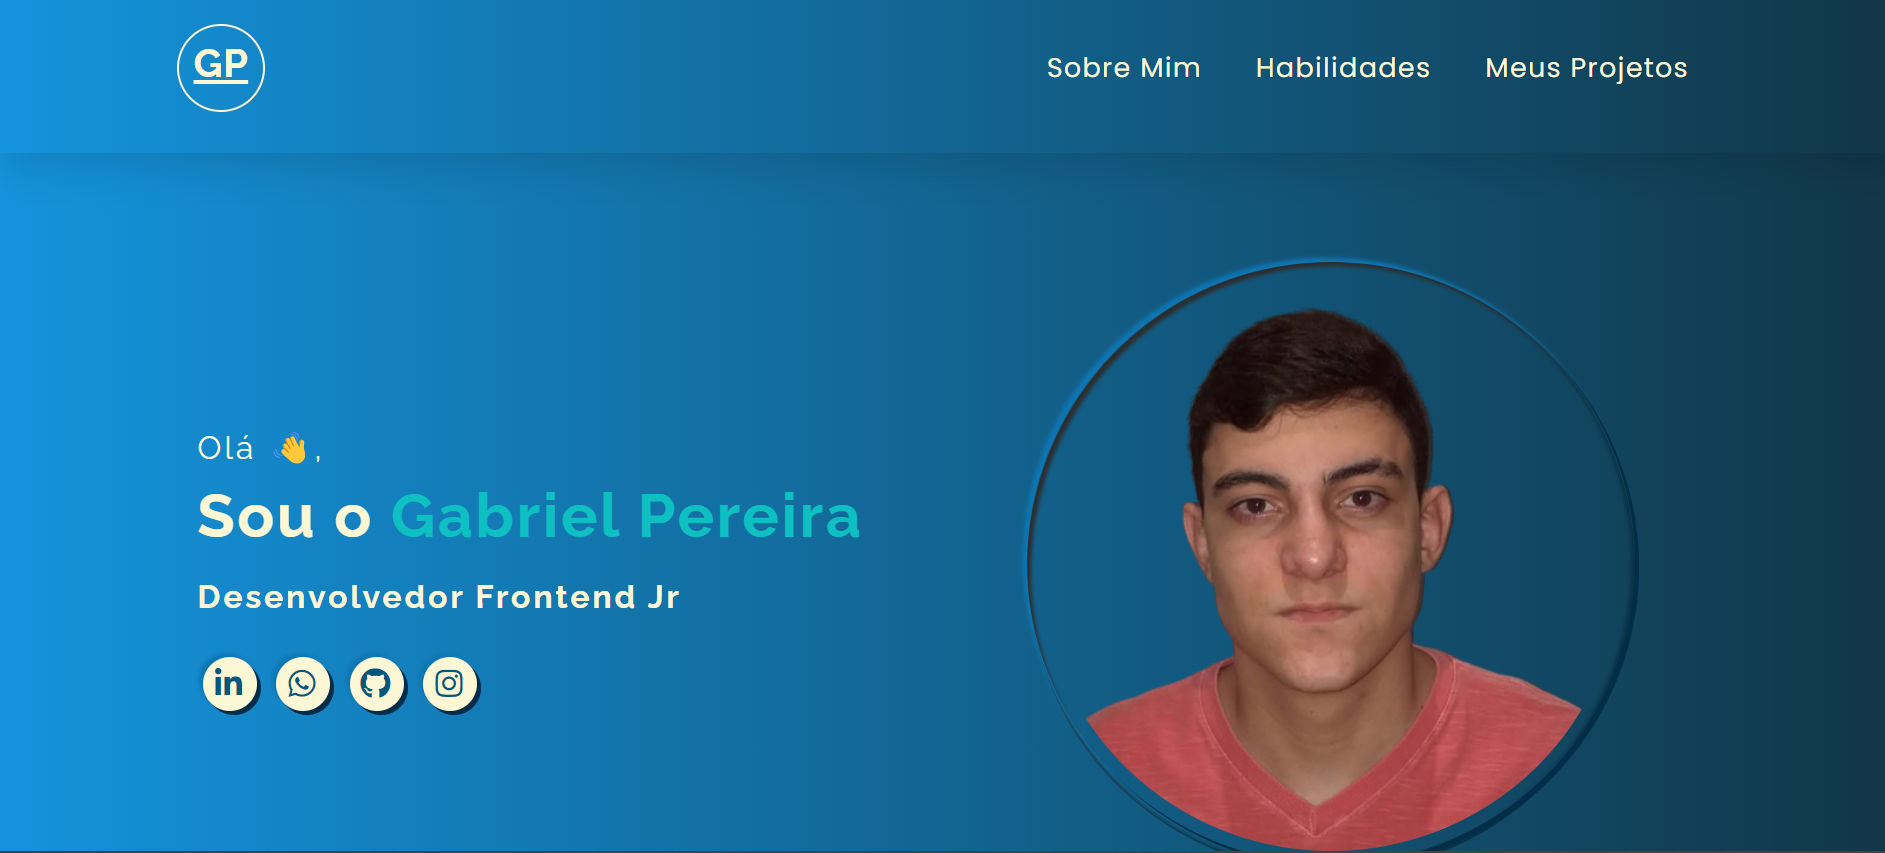 GP
Sobre Mim Habilidades Meus Projetos
Olá 👋,
Sou o Gabriel Pereira
Desenvolvedor Frontend Jr
in